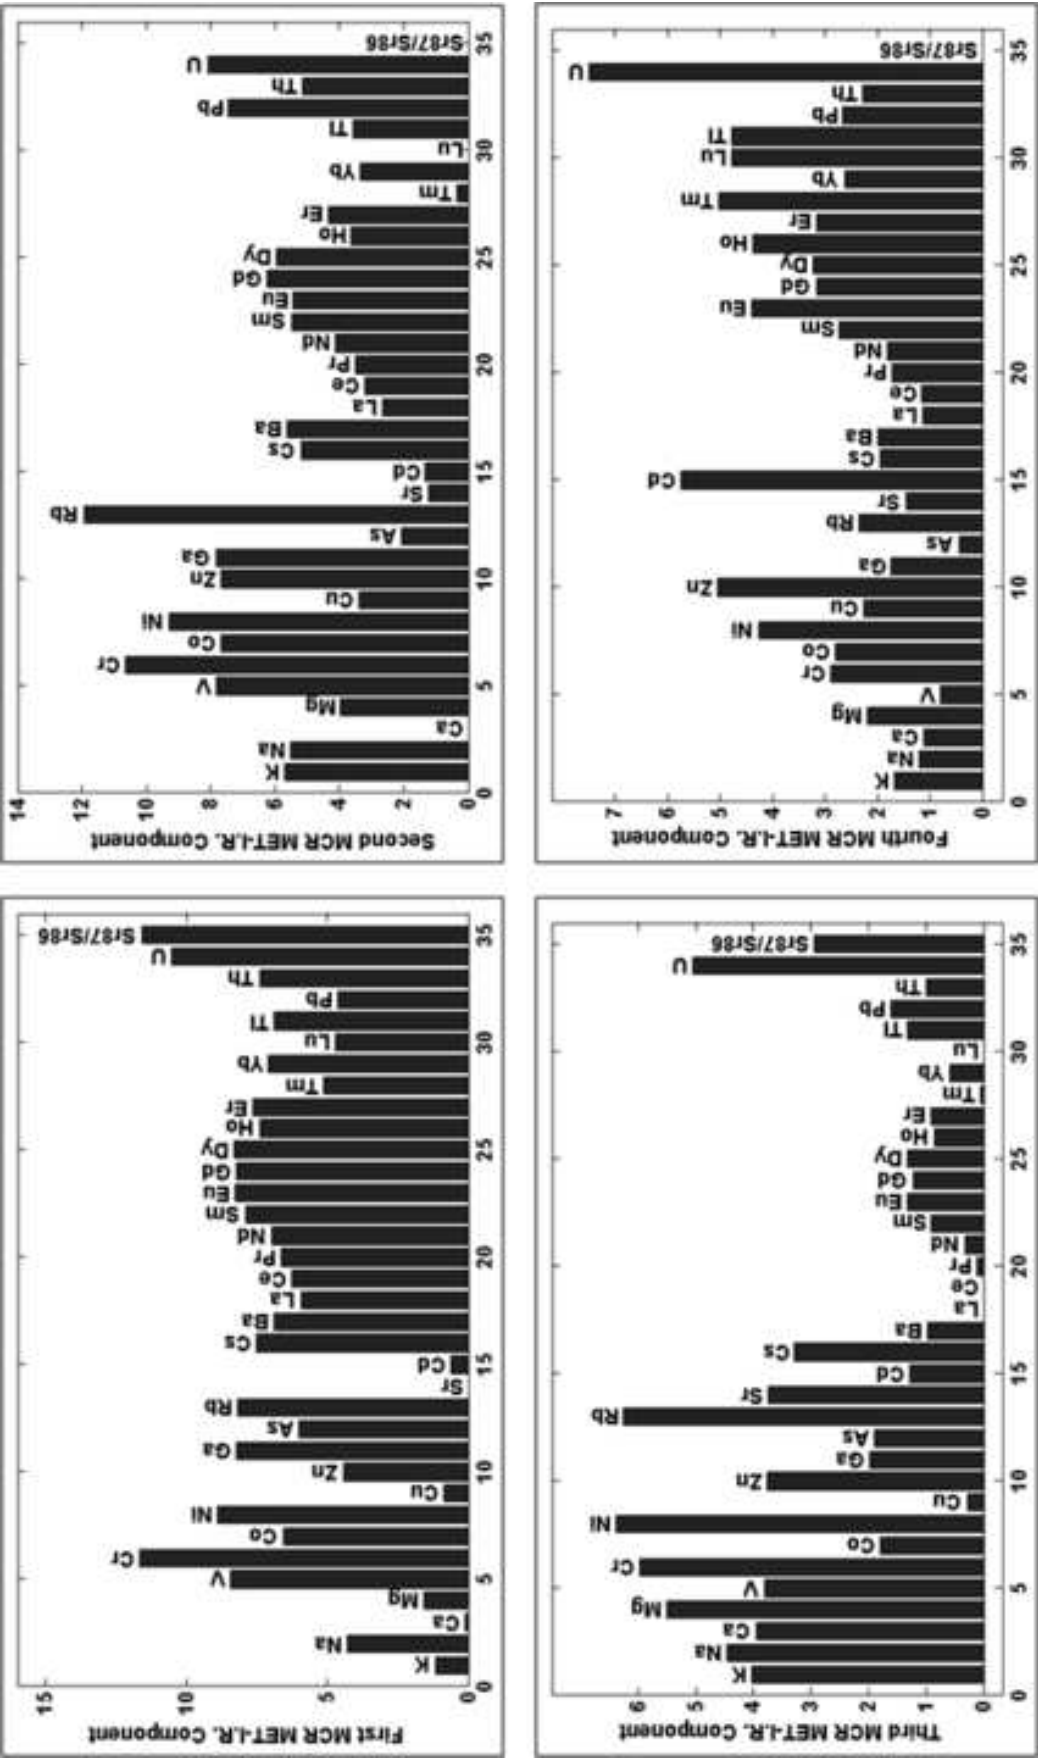 First MCR MET-I.R. Component
15
10
5
0
K
Na
Ca
Mg
V
Cr
Co
Ni
Cu
Zn
Ga
As
Rb
Sr
Cd
Cs
Ba
La
Ce
Pr
Nd
Sm
Eu
Gd
Dy
Ho
Er
Tm
Yb
Lu
Tl
Pb
Th
U
Sr87/Sr86
0
5
10
15
20
25
30
35
Second MCR MET-I.R. Component
14
12
10
8
6
4
2
0
K
Na
Ca
Mg
V
Cr
Co
Ni
Cu
Zn
Ga
As
Rb
Sr
Cd
Cs
Ba
La
Ce
Pr
Nd
Sm
Eu
Gd
Dy
Ho
Er
Tm
Yb
Lu
Tl
Pb
Th
U
Sr87/Sr86
0
5
10
15
20
25
30
35
Third MCR MET-I.R. Component
6
5
4
3
2
1
0
K
Na
Ca
Mg
V
Cr
Co
Ni
Cu
Zn
Ga
As
Rb
Sr
Cd
Cs
Ba
La
Ce
Pr
Nd
Sm
Eu
Gd
Dy
Ho
Er
Tm
Yb
Lu
Tl
Pb
Th
U
Sr87/Sr86
0
5
10
15
20
25
30
35
Fourth MCR MET-I.R. Component
7
6
5
4
3
2
1
0
K
Na
Ca
Mg
V
Cr
Co
Ni
Cu
Zn
Ga
As
Rb
Sr
Cd
Cs
Ba
La
Ce
Pr
Nd
Sm
Eu
Gd
Dy
Ho
Er
Tm
Yb
Lu
Tl
Pb
Th
U
Sr87/Sr86
0
5
10
15
20
25
30
35